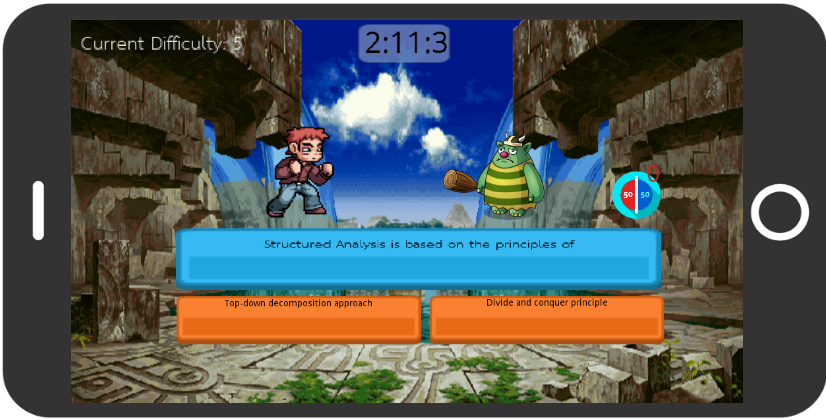 Current Difficulty: 5
2:11:3
50 50
0
Structured Analysis is based on the principles of
Top-down decomposition approach
Divide and conquer principle